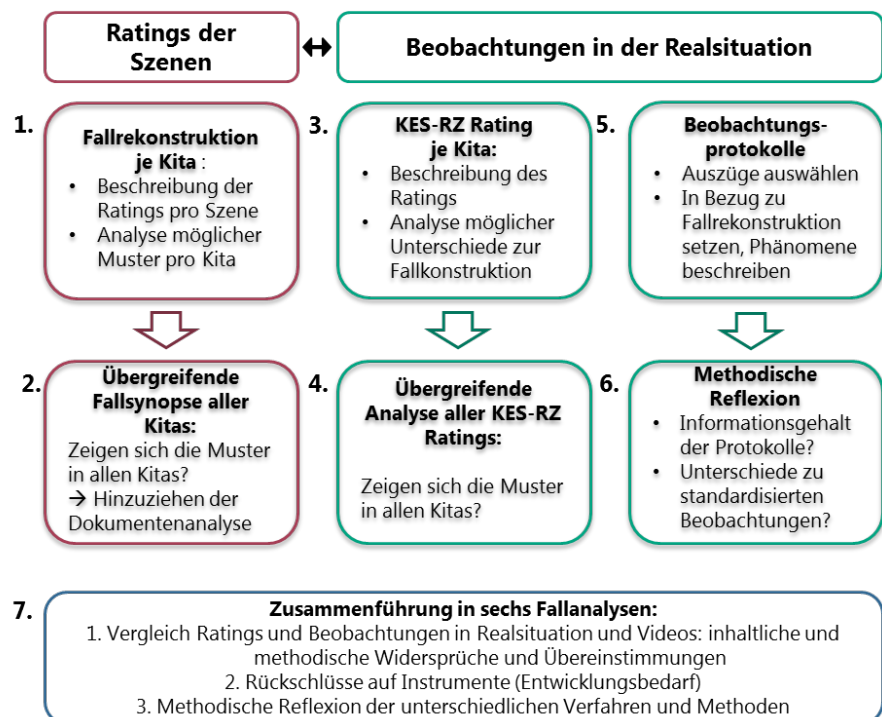 Ratings der
Szenen
↔
Beobachtungen in der Realsituation
1.
Fallrekonstruktion
je Kita :
• Beschreibung der
Ratings pro Szene
• Analyse möglicher
Muster pro Kita
2.
Übergreifende
Fallsynopse aller
Kitas:
Zeigen sich die Muster
in allen Kitas?
→ Hinzuziehen der
Dokumentenanalyse
3.
KES-RZ Rating
je Kita:
• Beschreibung des
Ratings
• Analyse möglicher
Unterschiede zur
Fallkonstruktion
4.
Übergreifende
Analyse aller KES-RZ
Ratings:
Zeigen sich die Muster
in allen Kitas?
5.
Beobachtungs-
protokolle
• Auszüge auswählen
• In Bezug zu
Fallrekonstruktion
setzen, Phänomene
beschreiben
6.
Methodische
Reflexion
• Informationsgehalt
der Protokolle?
• Unterschiede zu
standardisierten
Beobachtungen?
7.
Zusammenführung in sechs Fallanalysen:
1. Vergleich Ratings und Beobachtungen in Realsituation und Videos: inhaltliche und
methodische Widersprüche und Übereinstimmungen
2. Rückschlüsse auf Instrumente (Entwicklungsbedarf)
3. Methodische Reflexion der unterschiedlichen Verfahren und Methoden